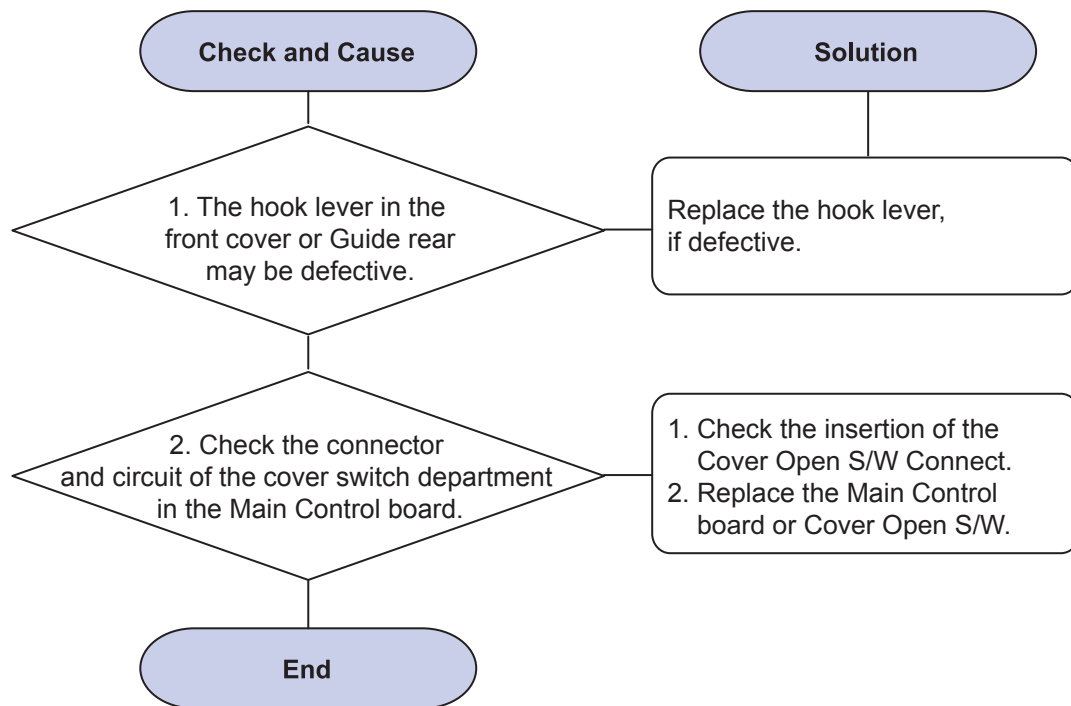 Check and Cause
Solution
1. The hook lever in the
front cover or Guide rear
may be defective.
Replace the hook lever,
if defective.
2. Check the connector
and circuit of the cover switch department
in the Main Control board.
1. Check the insertion of the
Cover Open S/W Connect.
2. Replace the Main Control
board or Cover Open S/W.
End